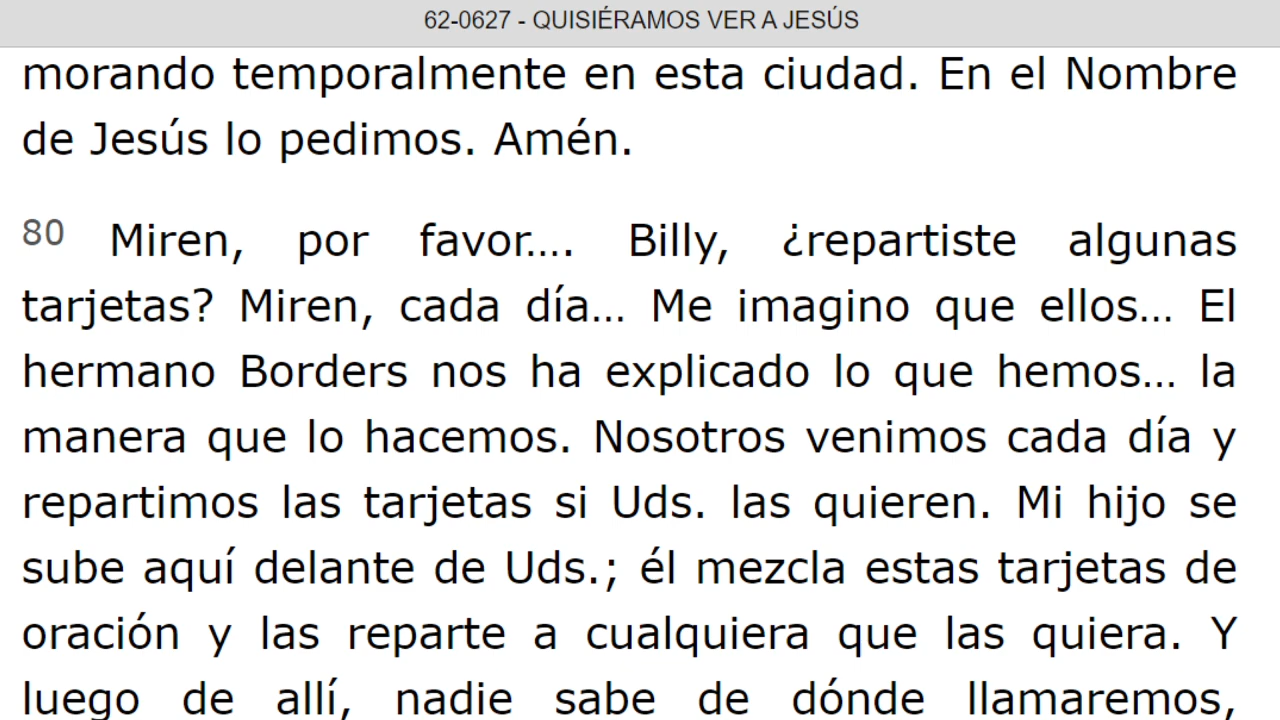 62-0627 - QUISIÉRAMOS VER A JESÚS
morando temporalmente en esta ciudad. En el Nombre
de Jesús lo pedimos. Amén.
80 Miren, por favor.... Billy, ¿repartiste algunas
tarjetas? Miren, cada día... Me imagino que ellos... El
hermano Borders nos ha explicado lo que hemos... la
manera que lo hacemos. Nosotros venimos cada día y
repartimos las tarjetas si Uds. las quieren. Mi hijo se
sube aquí delante de Uds.; él mezcla estas tarjetas de
oración y las reparte a cualquiera que las quiera. Y
luego de allí, nadie sabe de dónde llamaremos,